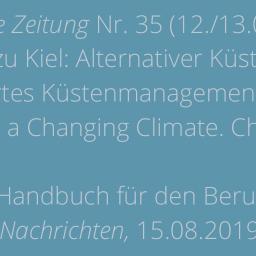 e Zeitung Nr. 35 (12./13.0
zu Kiel: Alternativer Küst
rtes Küstenmanagemen
a Changing Climate. Ch
Handbuch für den Beru
Nachrichten, 15.08.2019